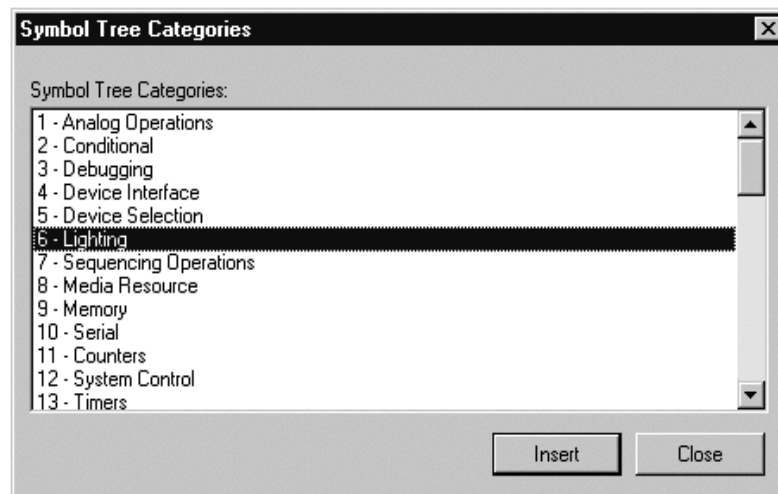 Symbol Tree Categories
Symbol Tree Categories:
1 - Analog Operations
2 - Conditional
3 - Debugging
4 - Device Interface
5 - Device Selection
6 - Lighting
7 - Sequencing Operations
8 - Media Resource
9 - Memory
10 - Serial
11 - Counters
12 - System Control
13 - Timers
Insert Close